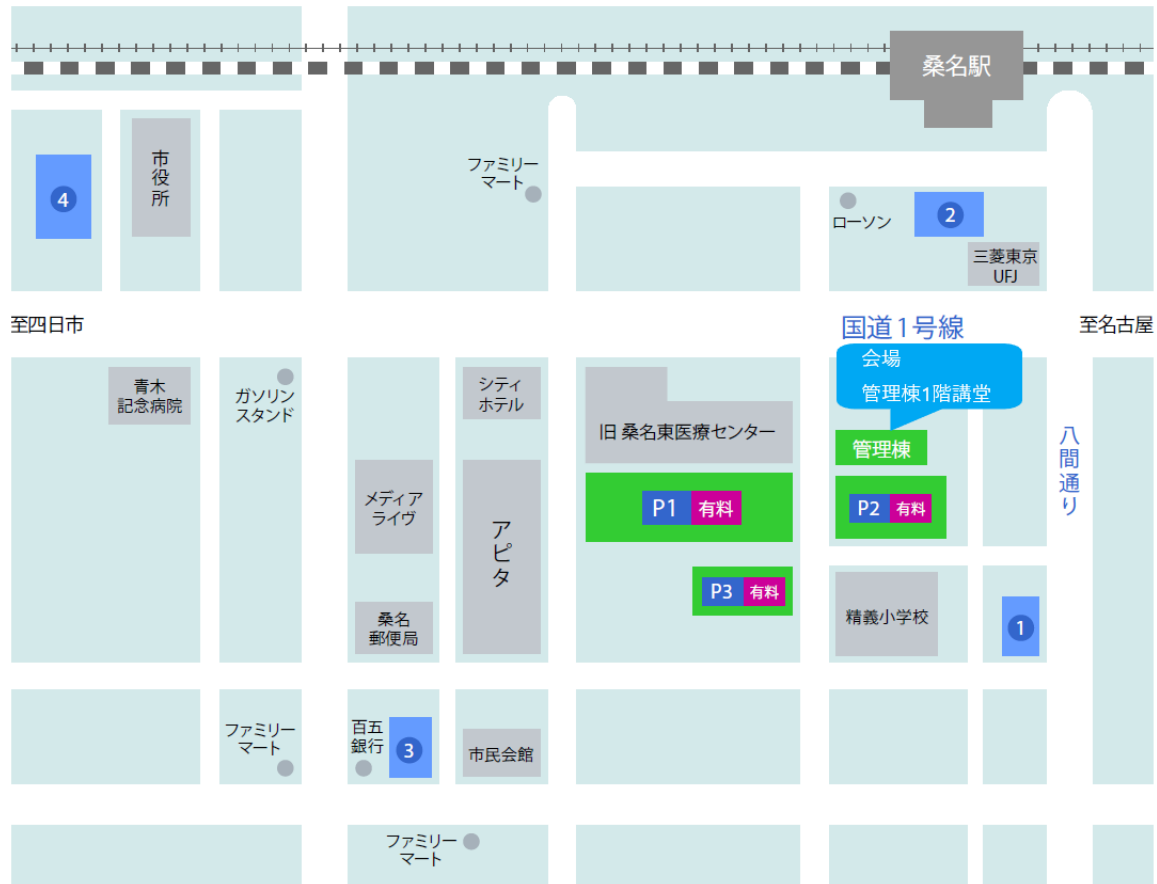 桑名駅
市
役
所
4
ファミリー
マート
ローソン
2
三菱東京
UFJ
至四日市
国道1号線
至名古屋
会場
管理棟1階講堂
青木
記念病院
ガソリン
スタンド
シティ
ホテル
旧 桑名東医療センター
管理棟
八
間
通
り
メディア
ライヴ
ア
ピ
タ
P1 有料
P2 有料
P3 有料
桑名
郵便局
精義小学校
1
ファミリー
マート
百五
銀行
3
市民会館
ファミリー
マート